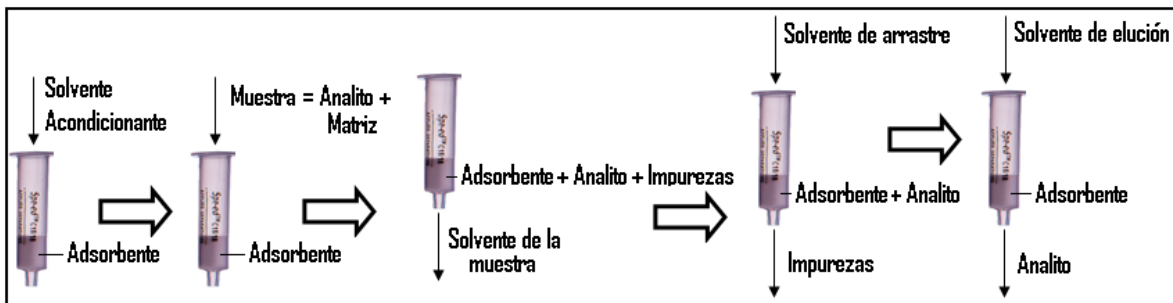 Solvente
Acondicionante
Adsorbente
Muestra = Analito +
Matriz
Adsorbente
Adsorbente + Analito + Impurezas
Solvente de la
muestra
Solvente de arrastre
Adsorbente + Analito
Impurezas
Solvente de elución
Adsorbente
Analito